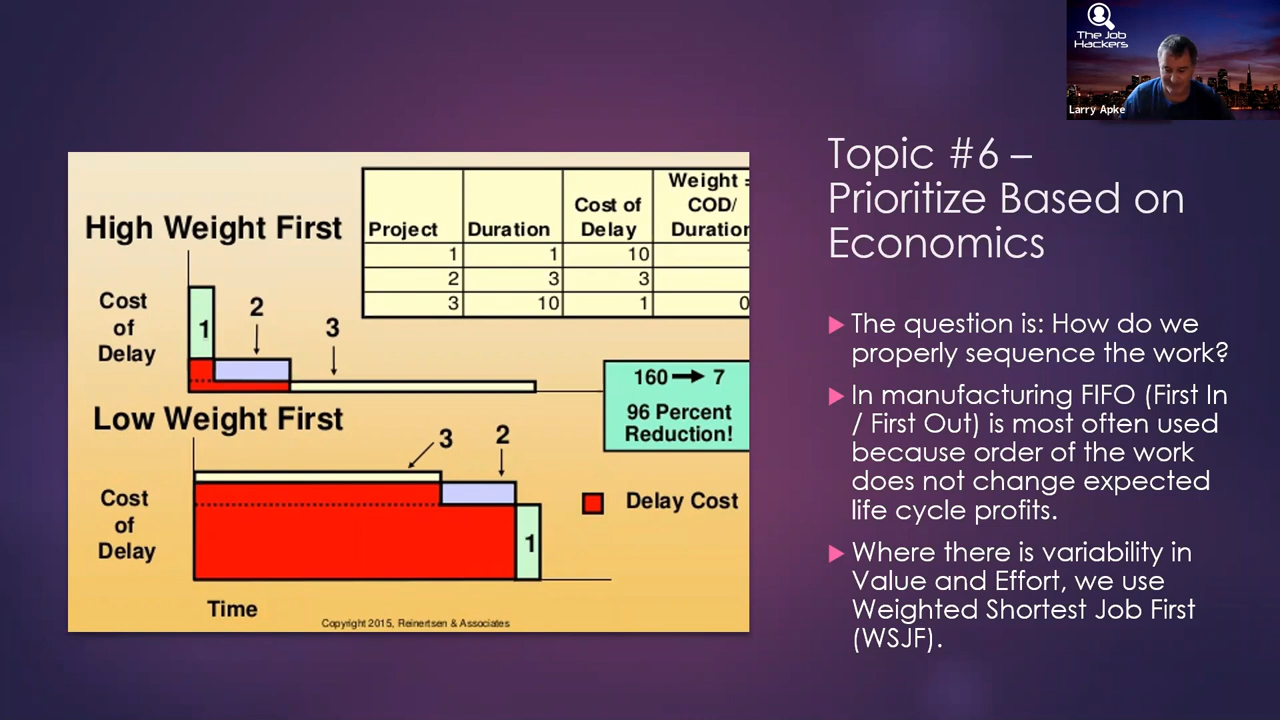 The Job
Hackers
Larry Apke
Topic #6 –
Prioritize Based on
Economics
The question is: How do we
properly sequence the work?
In manufacturing FIFO (First In
/ First Out) is most often used
because order of the work
does not change expected
life cycle profits.
Where there is variability in
Value and Effort, we use
Weighted Shortest Job First
(WSJF).
High Weight First
Project Duration Cost of Delay Weight = COD/ Duration
1 1 10
2 3 3
3 10 1 0
Cost
of
Delay
1
2
3
160 → 7
96 Percent
Reduction!
Low Weight First
Cost
of
Delay
3
2
1
Delay Cost
Time
Copyright 2015, Reinertsen & Associates